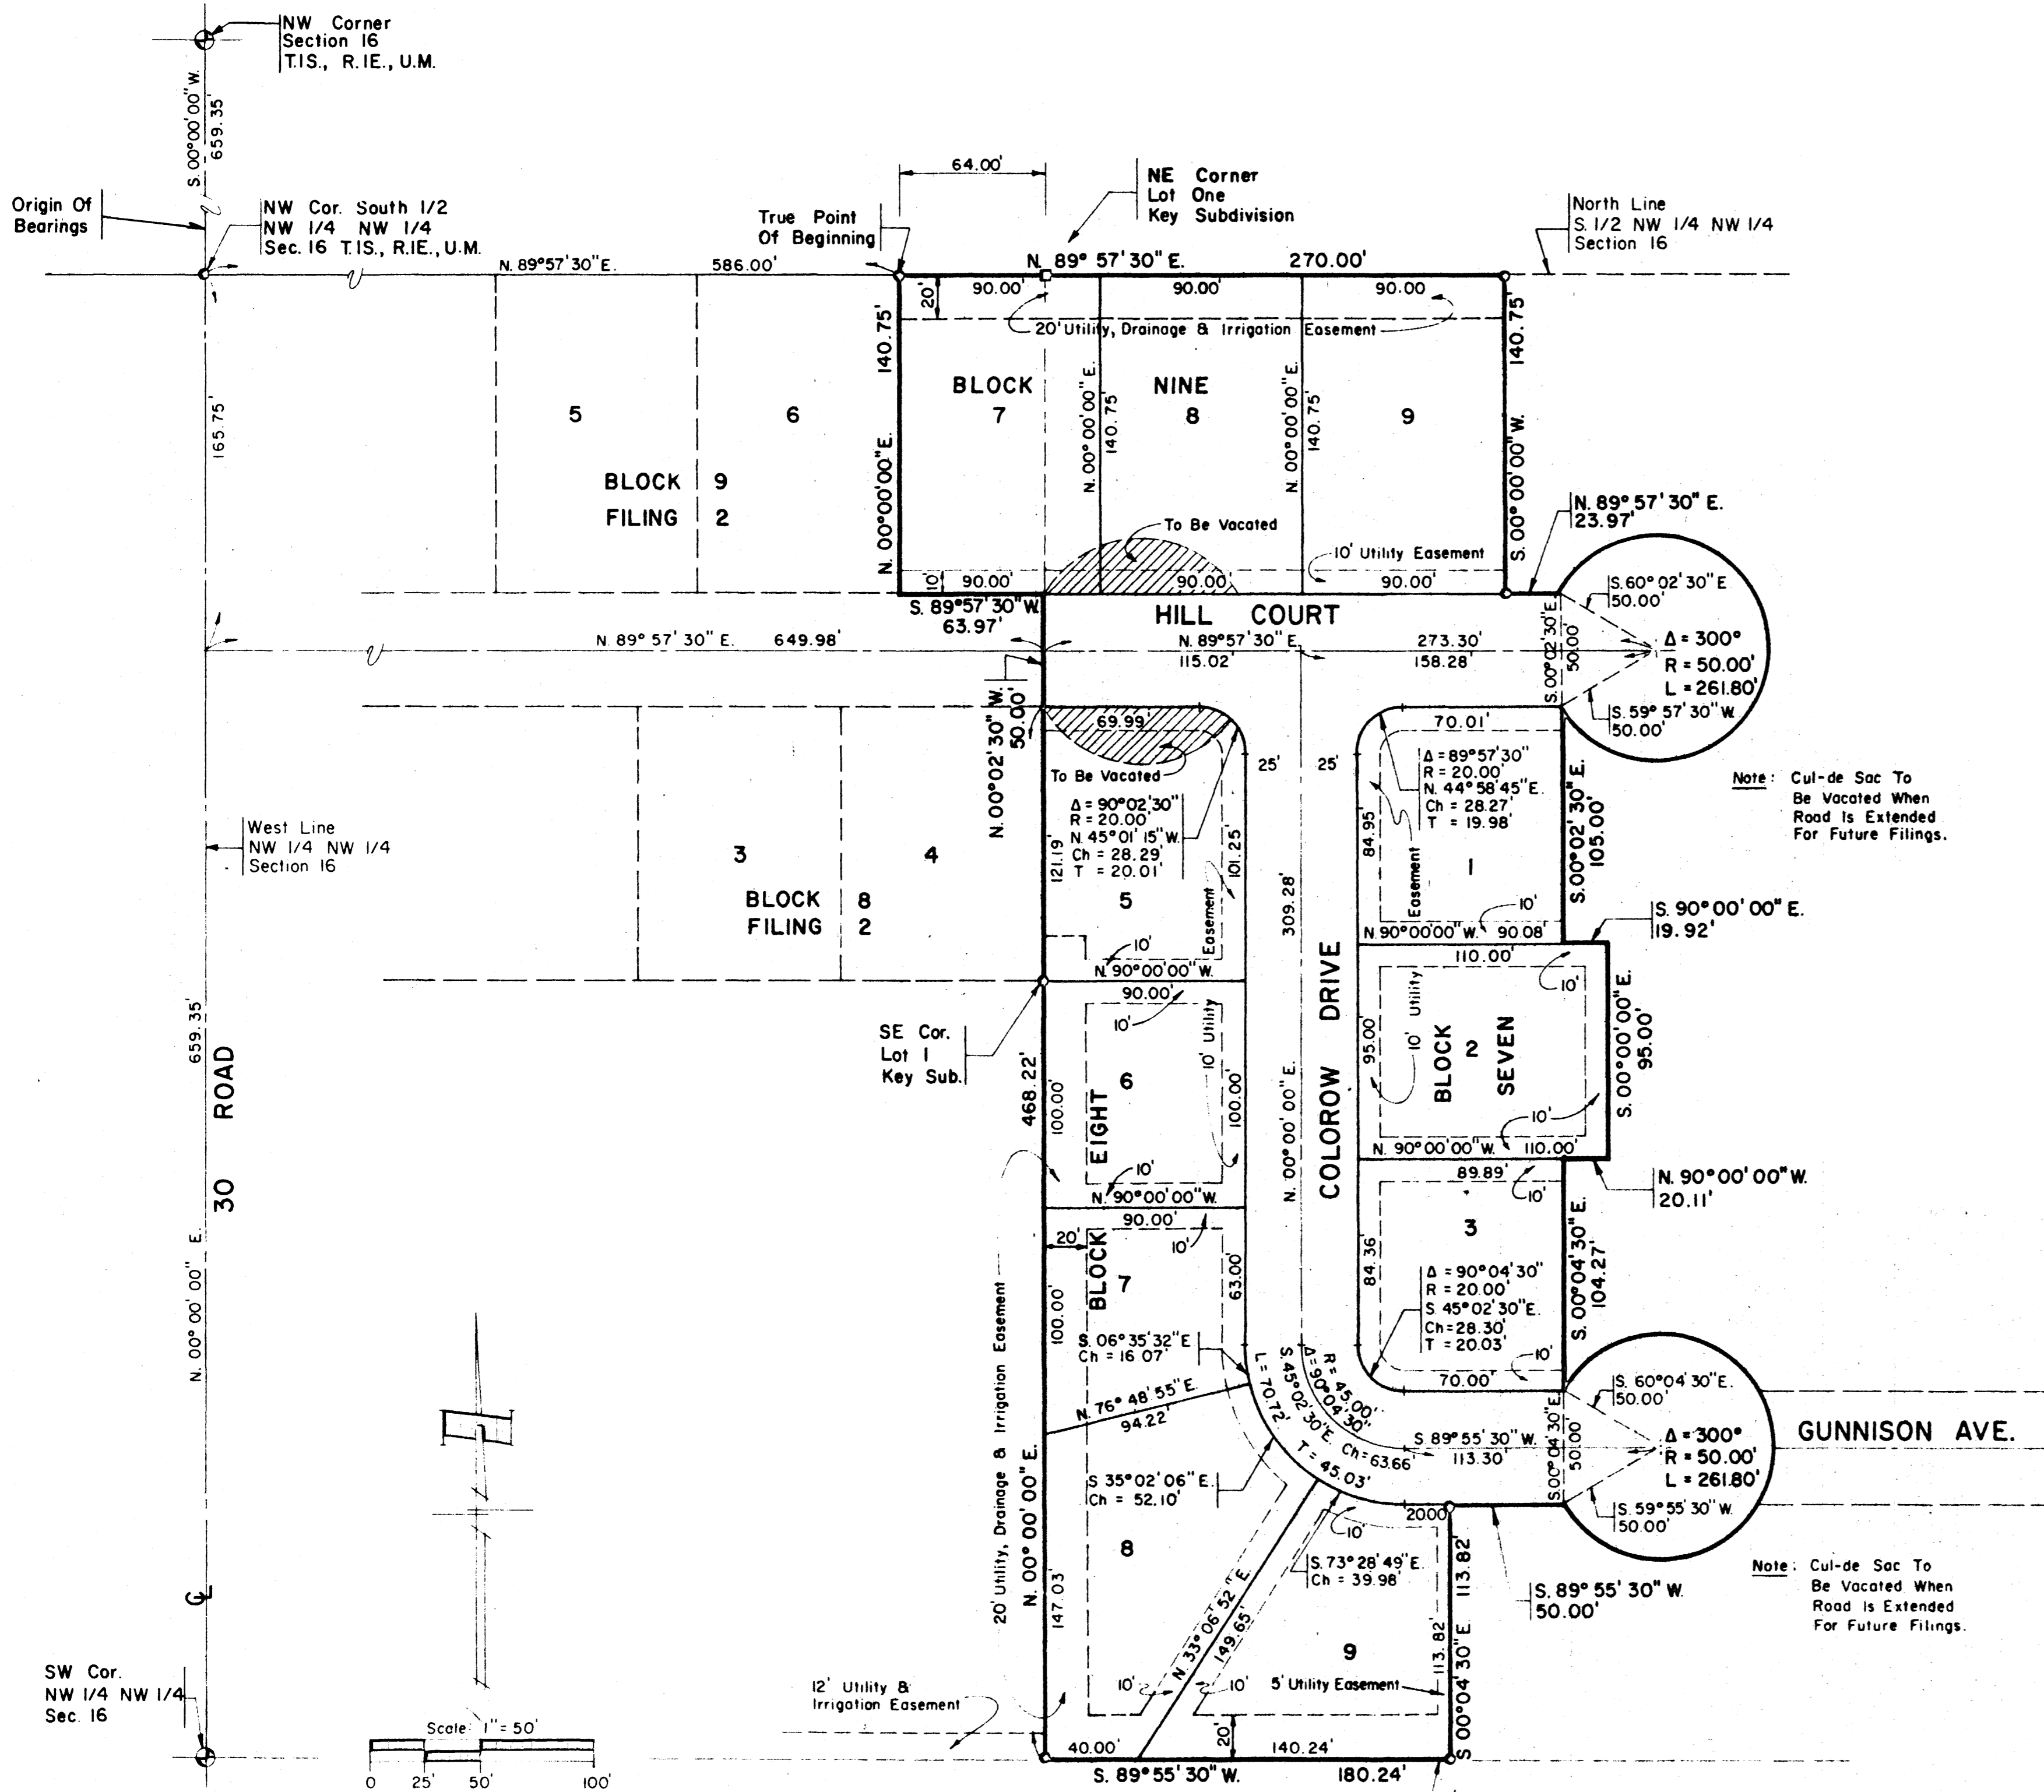 NW Corner
Section 16
T.1S., R.1E., U.M.
S. 00°00'00" W.
659.35'
Origin Of
Bearings
NW Cor. South 1/2
NW 1/4 NW 1/4
Sec. 16 T.1S., R.1E., U.M.
64.00'
True Point
Of Beginning
NE Corner
Lot One
Key Subdivision
North Line
S. 1/2 NW 1/4 NW 1/4
Section 16
N. 89°57'30" E. 586.00'
N. 89° 57' 30" E. 270.00'
90.00' 90.00' 90.00
20'
20' Utility, Drainage & Irrigation Easement
140.75'
N. 00°00'00" E.
140.75'
S. 00° 00' 00" W.
165.75'
5
6
BLOCK 9
FILING 2
BLOCK NINE
7
8
9
N. 00° 00' 00" E.
140.75'
N. 00° 00' 00" E.
140.75'
To Be Vacated
10' Utility Easement
10'
90.00' 90.00' 90.00'
N. 89° 57' 30" E.
23.97'
S. 89°57'30" W.
63.97'
HILL COURT
N. 89° 57' 30" E. 649.98'
N. 89°57'30" E. 273.30'
115.02' 158.28'
S. 00°02'30" E.
50.00'
S. 60° 02' 30" E
50.00'
Δ = 300°
R = 50.00'
L = 261.80'
S. 59° 57' 30" W.
50.00'
N. 00°02'30" W.
50.00'
69.99'
To Be Vacated
Δ = 90°02'30"
R = 20.00'
N. 45°01'15" W.
Ch = 28.29'
T = 20.01'
121.19'
101.25'
5
Easement
10'
N. 90°00'00" W.
90.00'
25' 25'
309.28'
70.01'
Δ = 89°57'30"
R = 20.00'
N. 44°58'45" E.
Ch = 28.27'
T = 19.98'
84.95'
Easement
1
10'
N. 90°00'00" W. 90.08'
110.00'
S. 00°02'30" E.
105.00'
Note: Cul-de Sac To
Be Vacated When
Road Is Extended
For Future Filings.
S. 90° 00' 00" E.
19.92'
West Line
NW 1/4 NW 1/4
Section 16
3
4
BLOCK 8
FILING 2
SE Cor.
Lot 1
Key Sub.
468.22'
10'
10' Utility
6
100.00'
100.00'
10'
N. 90°00'00" W.
90.00'
10'
BLOCK EIGHT
N. 00° 00' 00" E.
COLOROW DRIVE
10'
95.00'
10' Utility
BLOCK SEVEN
2
S. 00°00'00" E.
95.00'
10'
N. 90°00'00" W. 110.00'
89.89'
10'
N. 90° 00' 00" W.
20.11'
659.35'
30 ROAD
N. 00° 00' 00" E.
20'
7
100.00'
63.00'
20' Utility, Drainage & Irrigation Easement
S. 06°35'32" E
Ch = 16 07'
N. 76° 48' 55" E.
94.22'
3
84.36'
Δ = 90°04'30"
R = 20.00'
S. 45°02'30" E.
Ch = 28.30'
T = 20.03'
10'
70.00'
S. 00°04'30" E.
104.27'
L = 70.72'
R = 45.00'
Δ = 90°04'30"
S. 45°02'30" E. Ch = 63.66'
T = 45.03'
S. 89°55'30" W.
113.30'
S. 00°04'30" E.
50.00'
S. 60°04'30" E.
50.00'
Δ = 300°
R = 50.00'
L = 261.80'
S. 59°55'30" W.
50.00'
GUNNISON AVE.
N. 00° 00' 00" E.
147.03'
S 35°02'06" E
Ch = 52.10'
8
20.00
10'
S. 73°28'49" E.
Ch = 39.98'
N. 33°06'52" E.
149.65'
9
113.82'
113.82'
S 00°04'30" E.
S. 89° 55' 30" W.
50.00'
Note: Cul-de Sac To
Be Vacated When
Road Is Extended
For Future Filings.
10' 10' 5' Utility Easement
12' Utility &
Irrigation Easement
20'
40.00' 140.24'
S. 89°55'30" W. 180.24'
SW Cor.
NW 1/4 NW 1/4
Sec. 16
Scale: 1" = 50'
0 25' 50' 100'